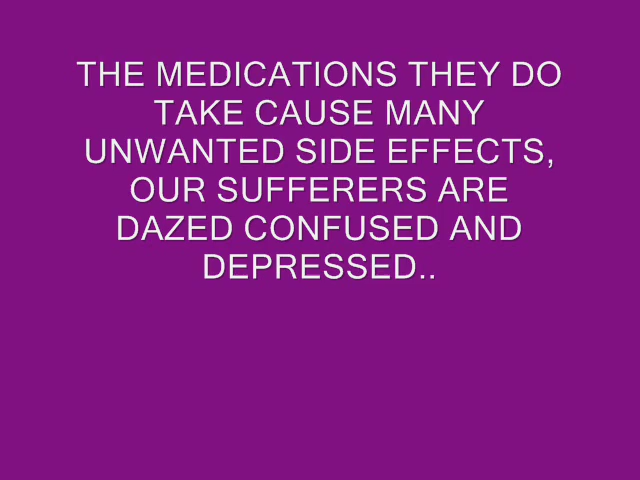 THE MEDICATIONS THEY DO
TAKE CAUSE MANY
UNWANTED SIDE EFFECTS,
OUR SUFFERERS ARE
DAZED CONFUSED AND
DEPRESSED..